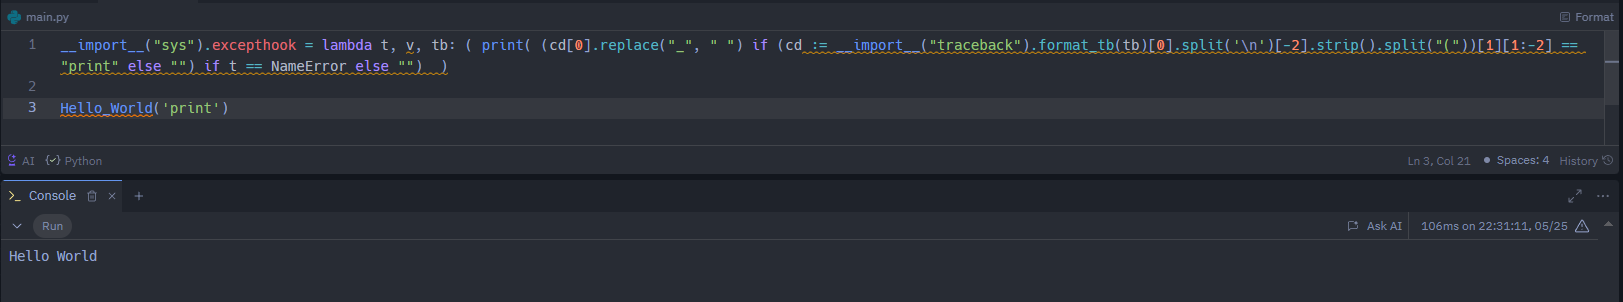 main.py
Format
1 __import__("sys").excepthook = lambda t, v, tb: ( print( (cd[0].replace("_", " ") if (cd := __import__("traceback").format_tb(tb)[0].split('\n')[-2].strip().split("("))[1][1:-2] ==
"print" else "") if t == NameError else "")  )
2
3 Hello_World('print')
AI Python
Ln 3, Col 21 Spaces: 4 History
Console
Run
Ask AI 106ms on 22:31:11, 05/25
Hello World